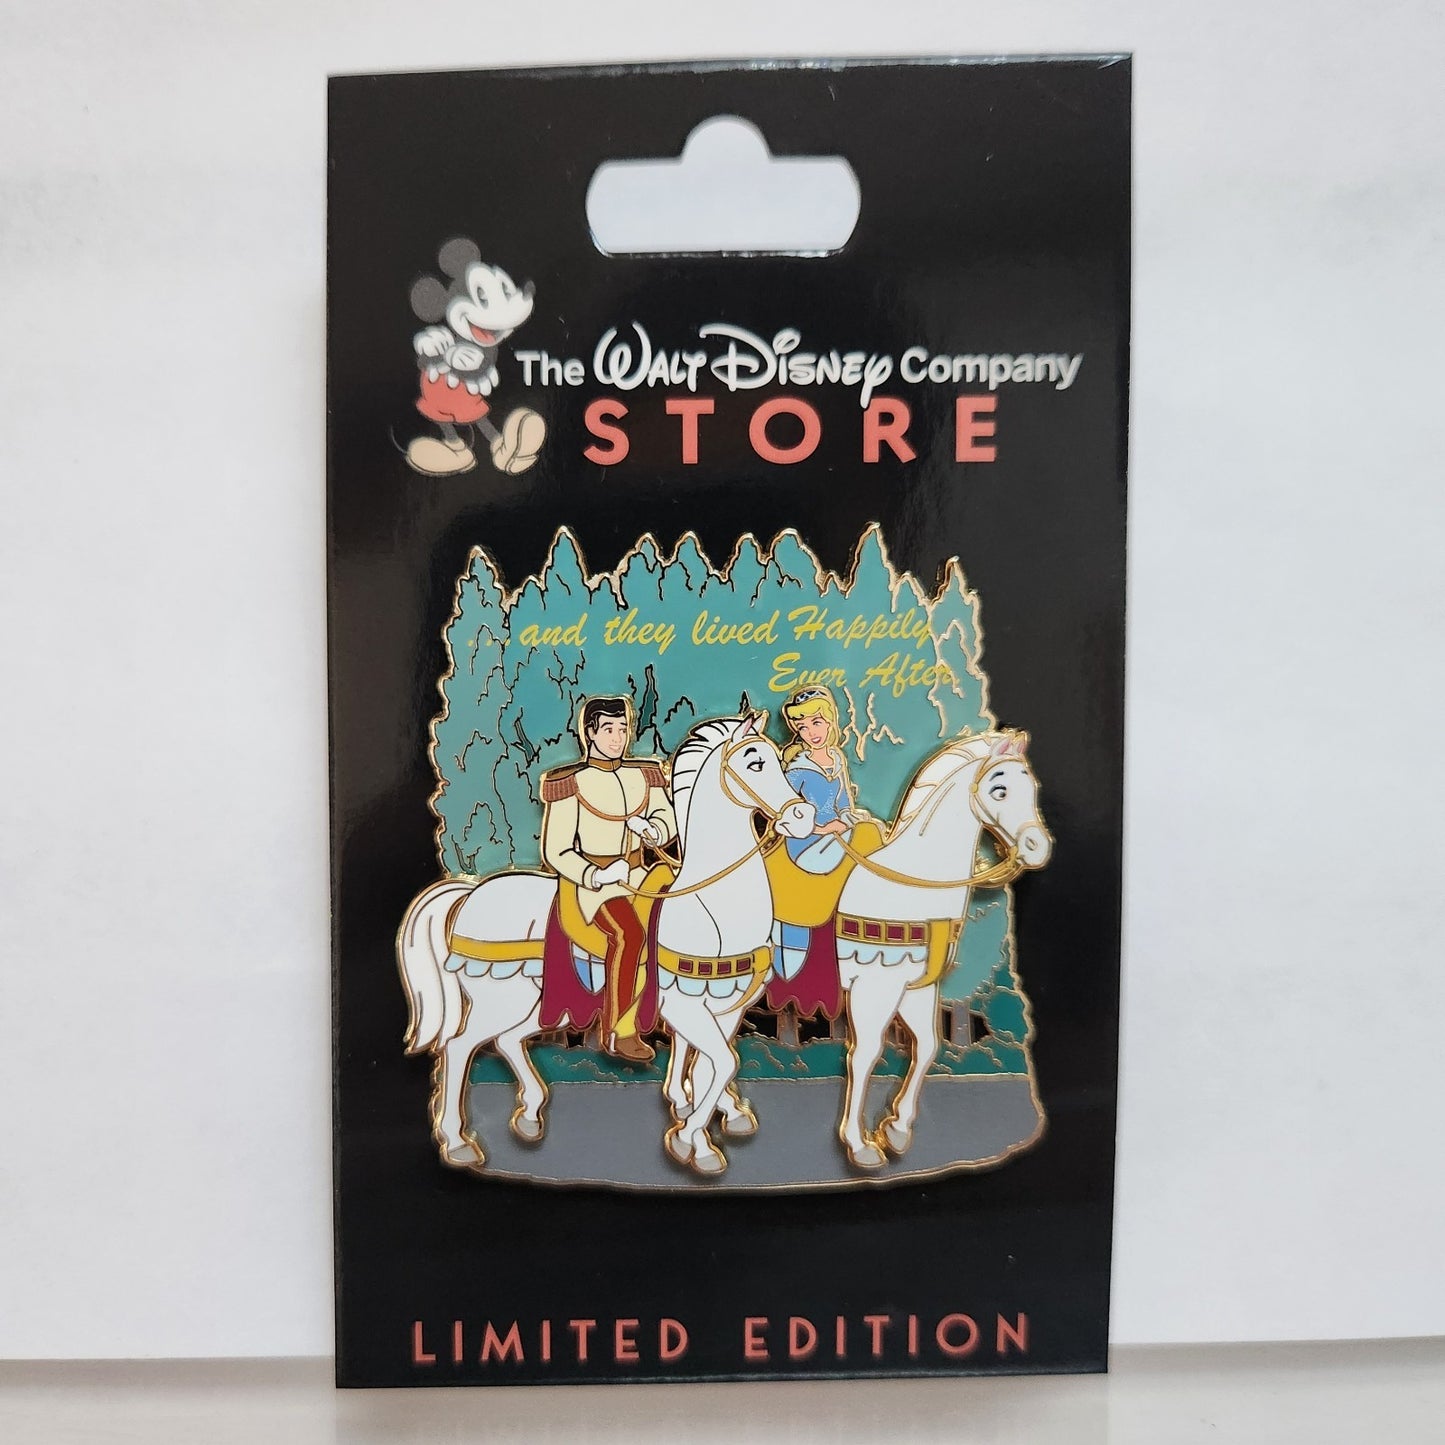 The Walt Disney Company
STORE
... and they lived Happily
Ever After
LIMITED EDITION